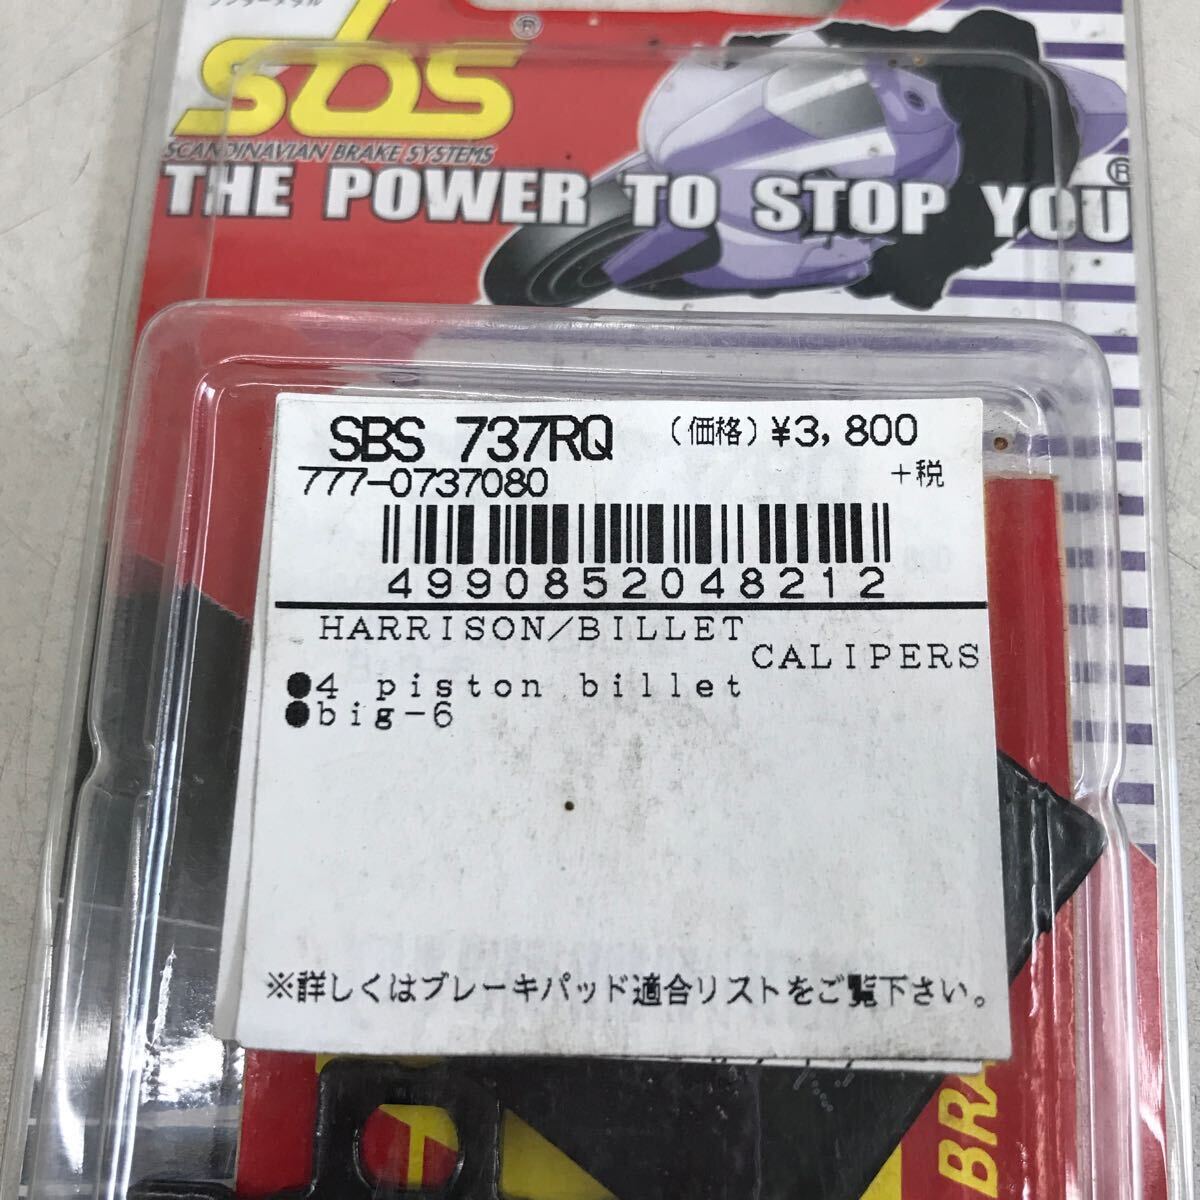 sbs®
SCANDINAVIAN BRAKE SYSTEMS
THE POWER TO STOP YOU®
SBS 737RQ (価格)¥3,800
777-0737080 +税
4990852048212
HARRISON/BILLET
CALIPERS
●4 piston billet
●big-6
※詳しくはブレーキパッド適合リストをご覧下さい。
BRA